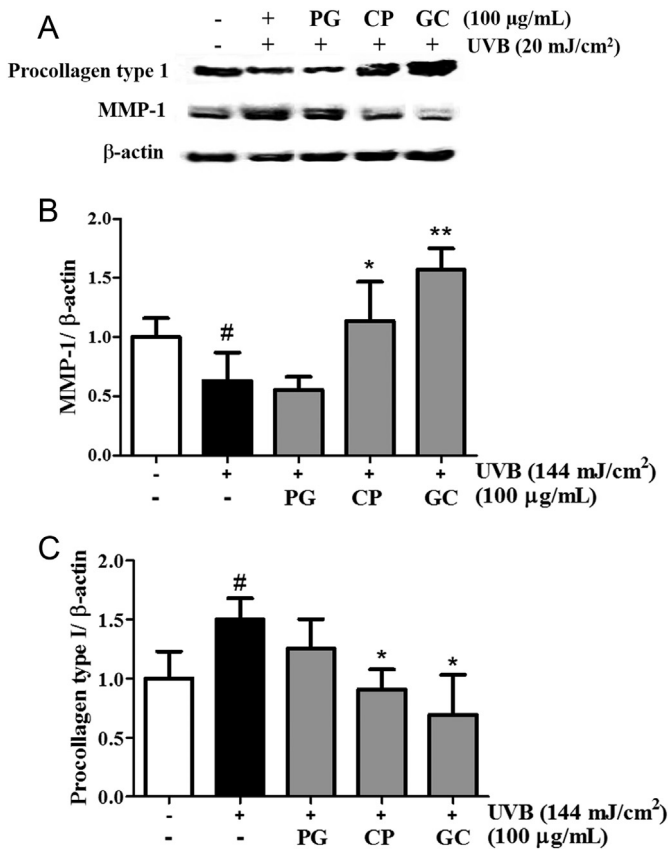 A
- + PG CP GC (100 µg/mL)
- + + + + UVB (20 mJ/cm²)
Procollagen type 1
MMP-1
β-actin
B
MMP-1/ β-actin
2.0
1.5
1.0
0.5
0.0
#
*
**
- + + + + UVB (144 mJ/cm²)
- - PG CP GC (100 µg/mL)
C
Procollagen type I/ β-actin
2.0
1.5
1.0
0.5
0.0
#
*
*
- + + + + UVB (144 mJ/cm²)
- - PG CP GC (100 µg/mL)